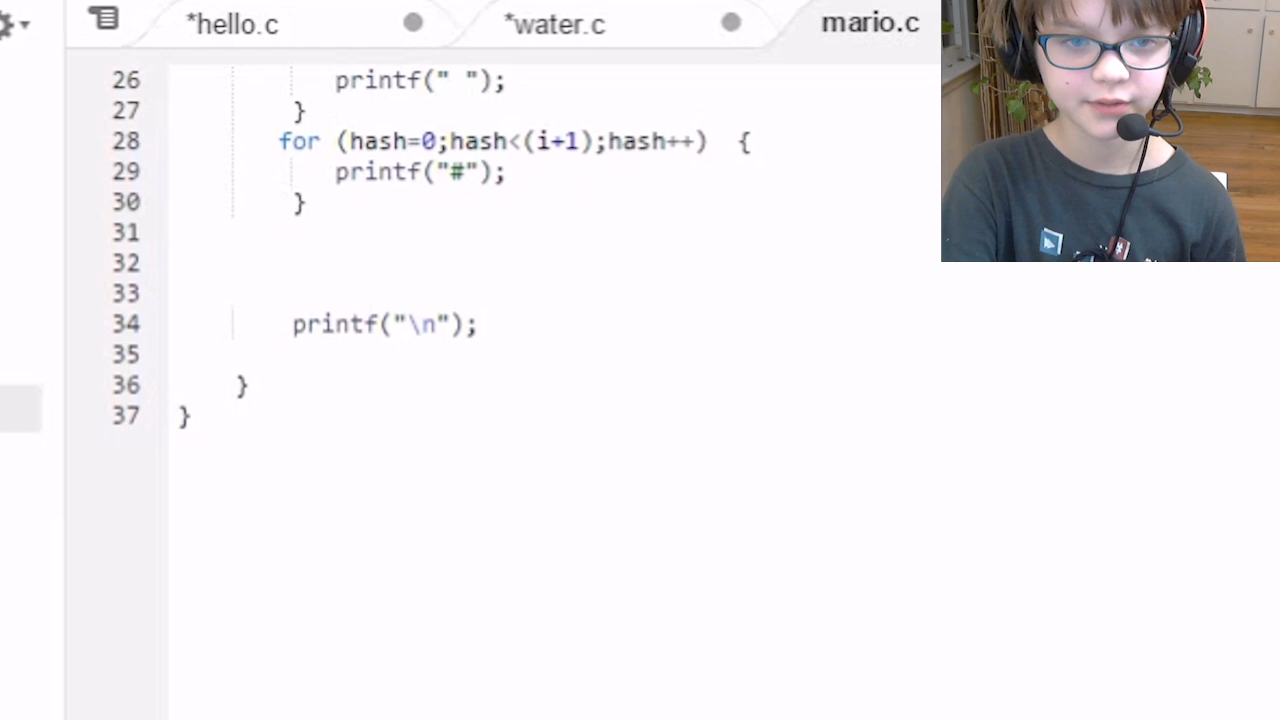 *hello.c *water.c mario.c
26 printf(" ");
27 }
28 for (hash=0;hash<(i+1);hash++) {
29 printf("#");
30 }
31
32
33
34 printf("\n");
35
36 }
37 }